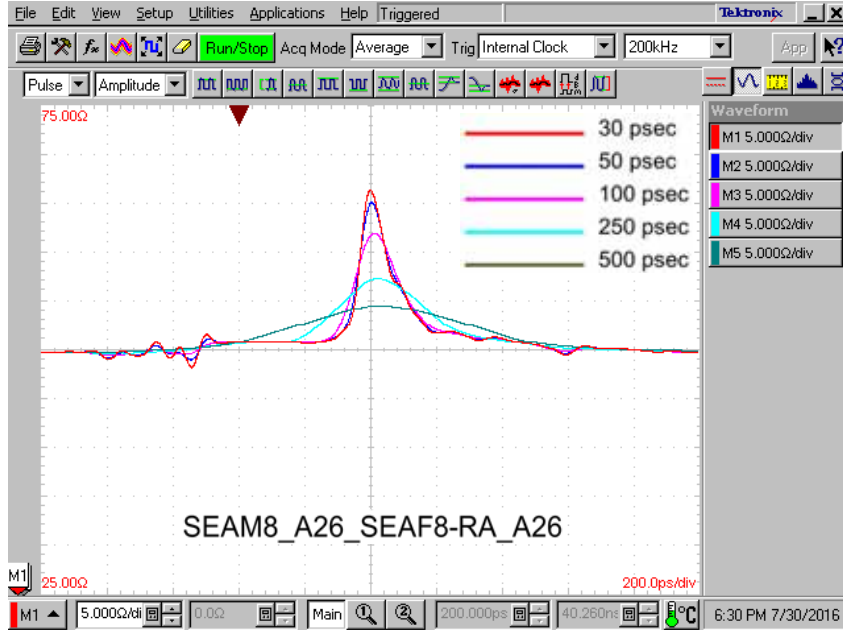 File Edit View Setup Utilities Applications Help Triggered Tektronix
Run/Stop Acq Mode Average Trig Internal Clock 200kHz App
Pulse Amplitude
75.00Ω
30 psec
50 psec
100 psec
250 psec
500 psec
Waveform
M1 5.000Ω/div
M2 5.000Ω/div
M3 5.000Ω/div
M4 5.000Ω/div
M5 5.000Ω/div
SEAM8_A26_SEAF8-RA_A26
M1
25.00Ω 200.0ps/div
M1 5.000Ω/di 0.0Ω Main 200.000ps 40.260ns °C 6:30 PM 7/30/2016